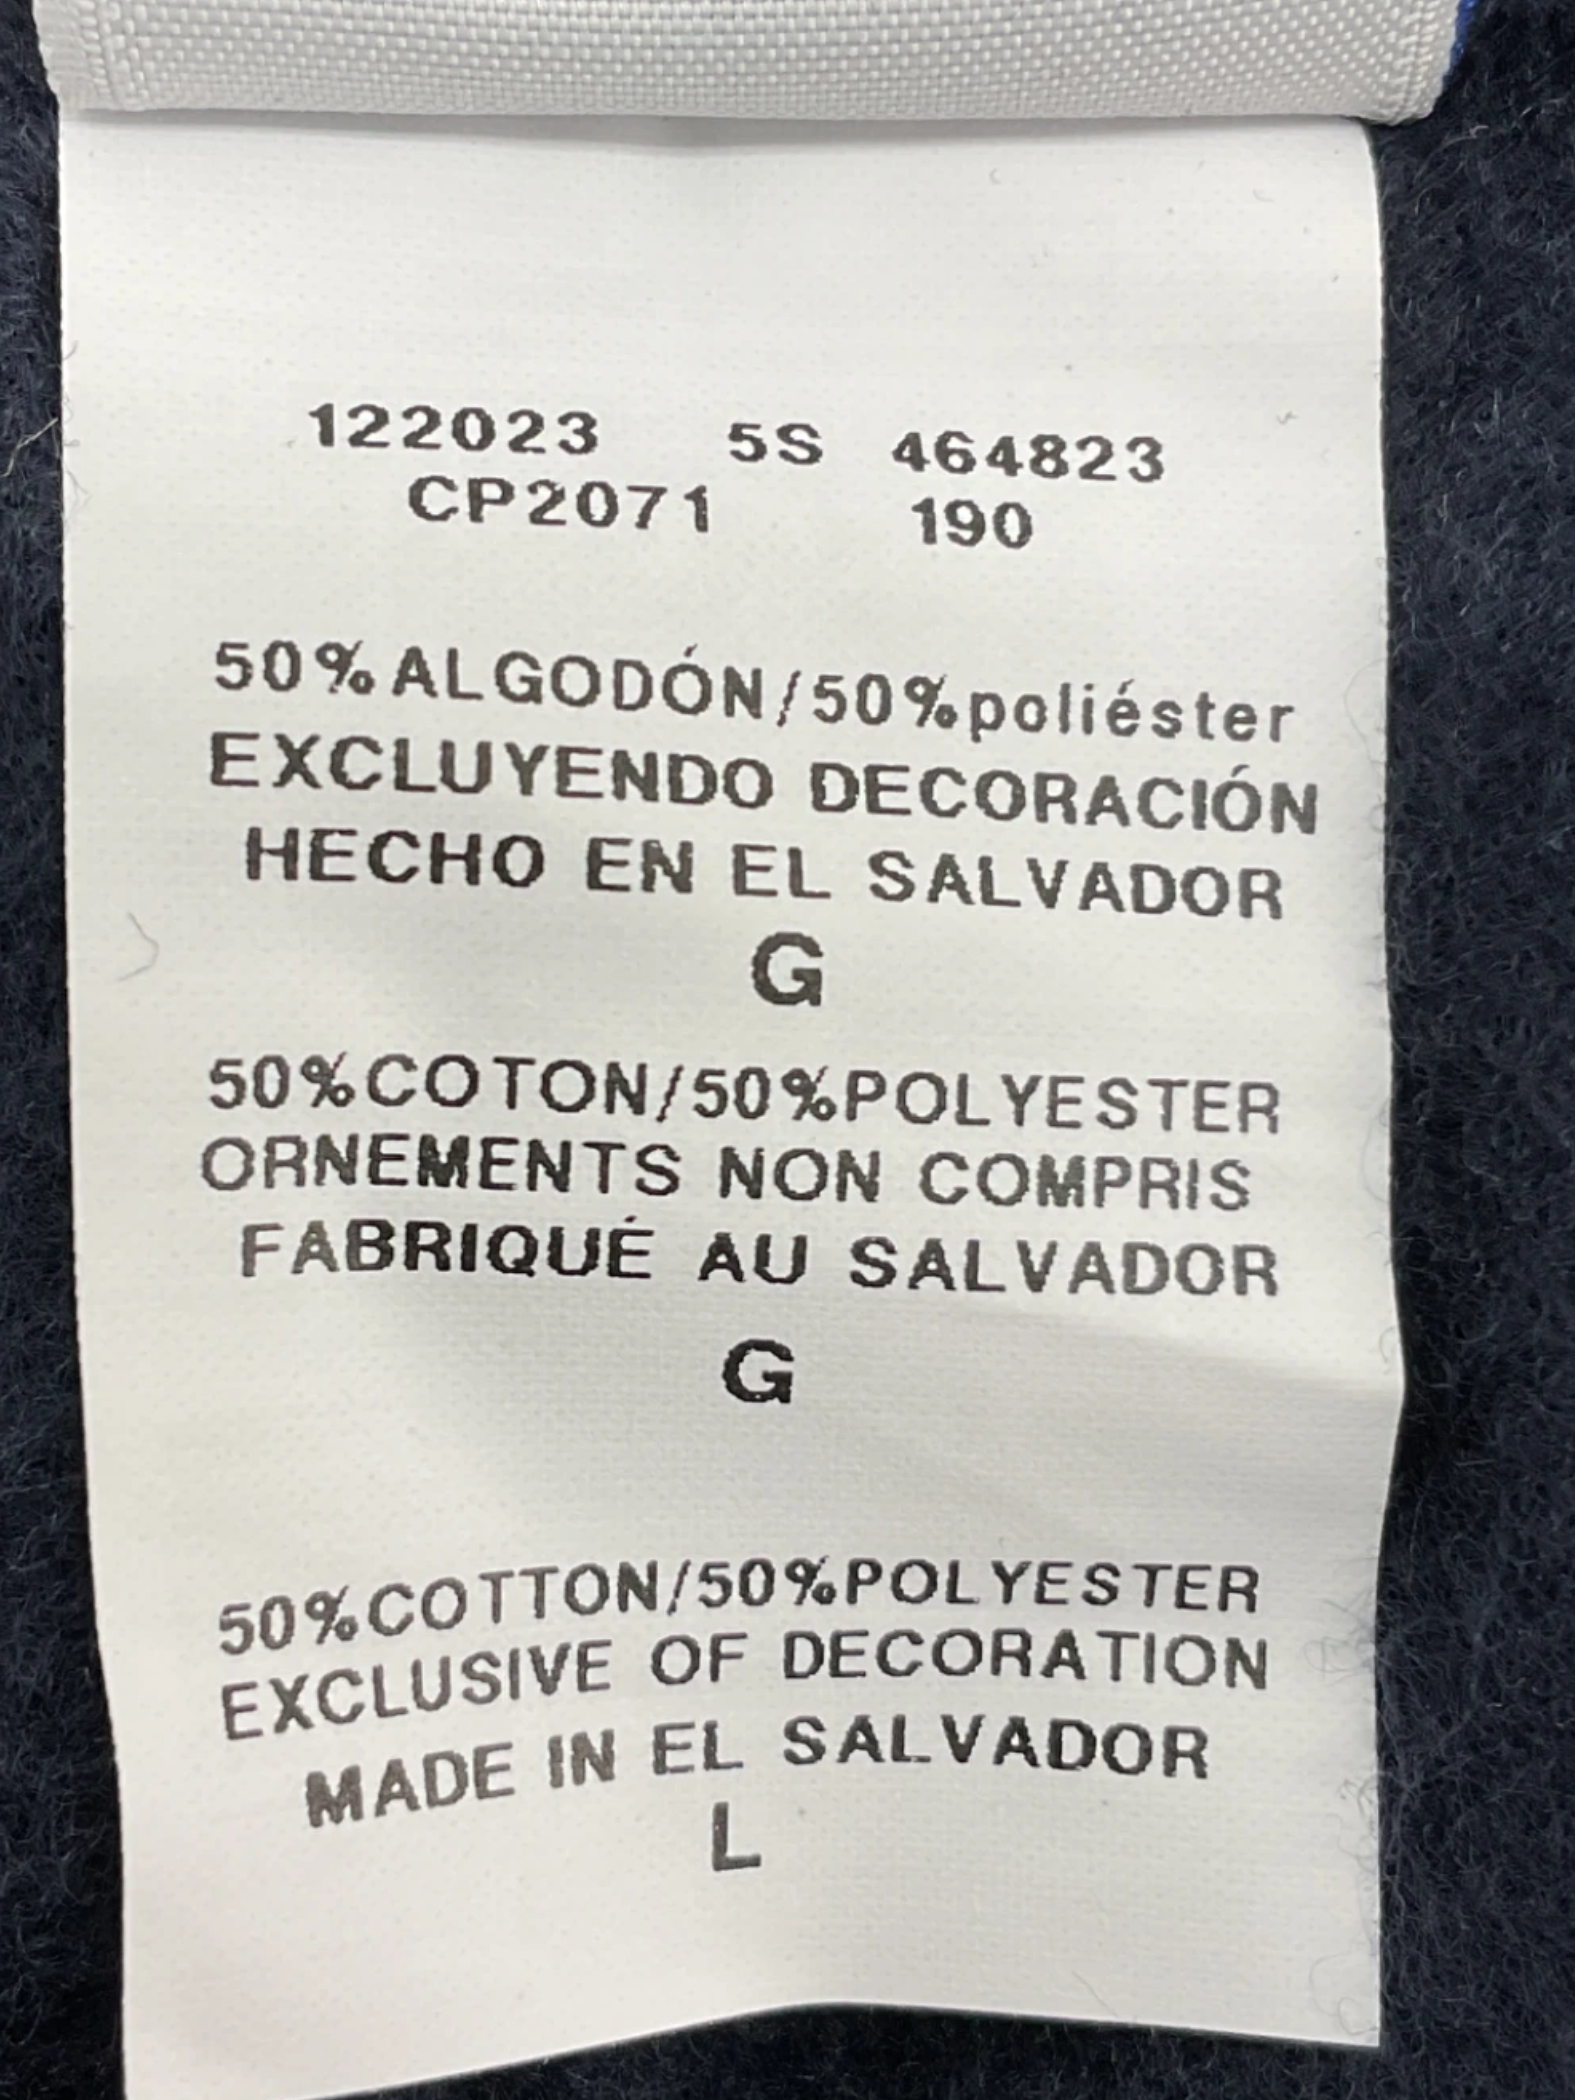 122023 5S 464823
CP2071 190
50%ALGODÓN/50%poliéster
EXCLUYENDO DECORACIÓN
HECHO EN EL SALVADOR
G
50%COTON/50%POLYESTER
ORNEMENTS NON COMPRIS
FABRIQUÉ AU SALVADOR
G
50%COTTON/50%POLYESTER
EXCLUSIVE OF DECORATION
MADE IN EL SALVADOR
L